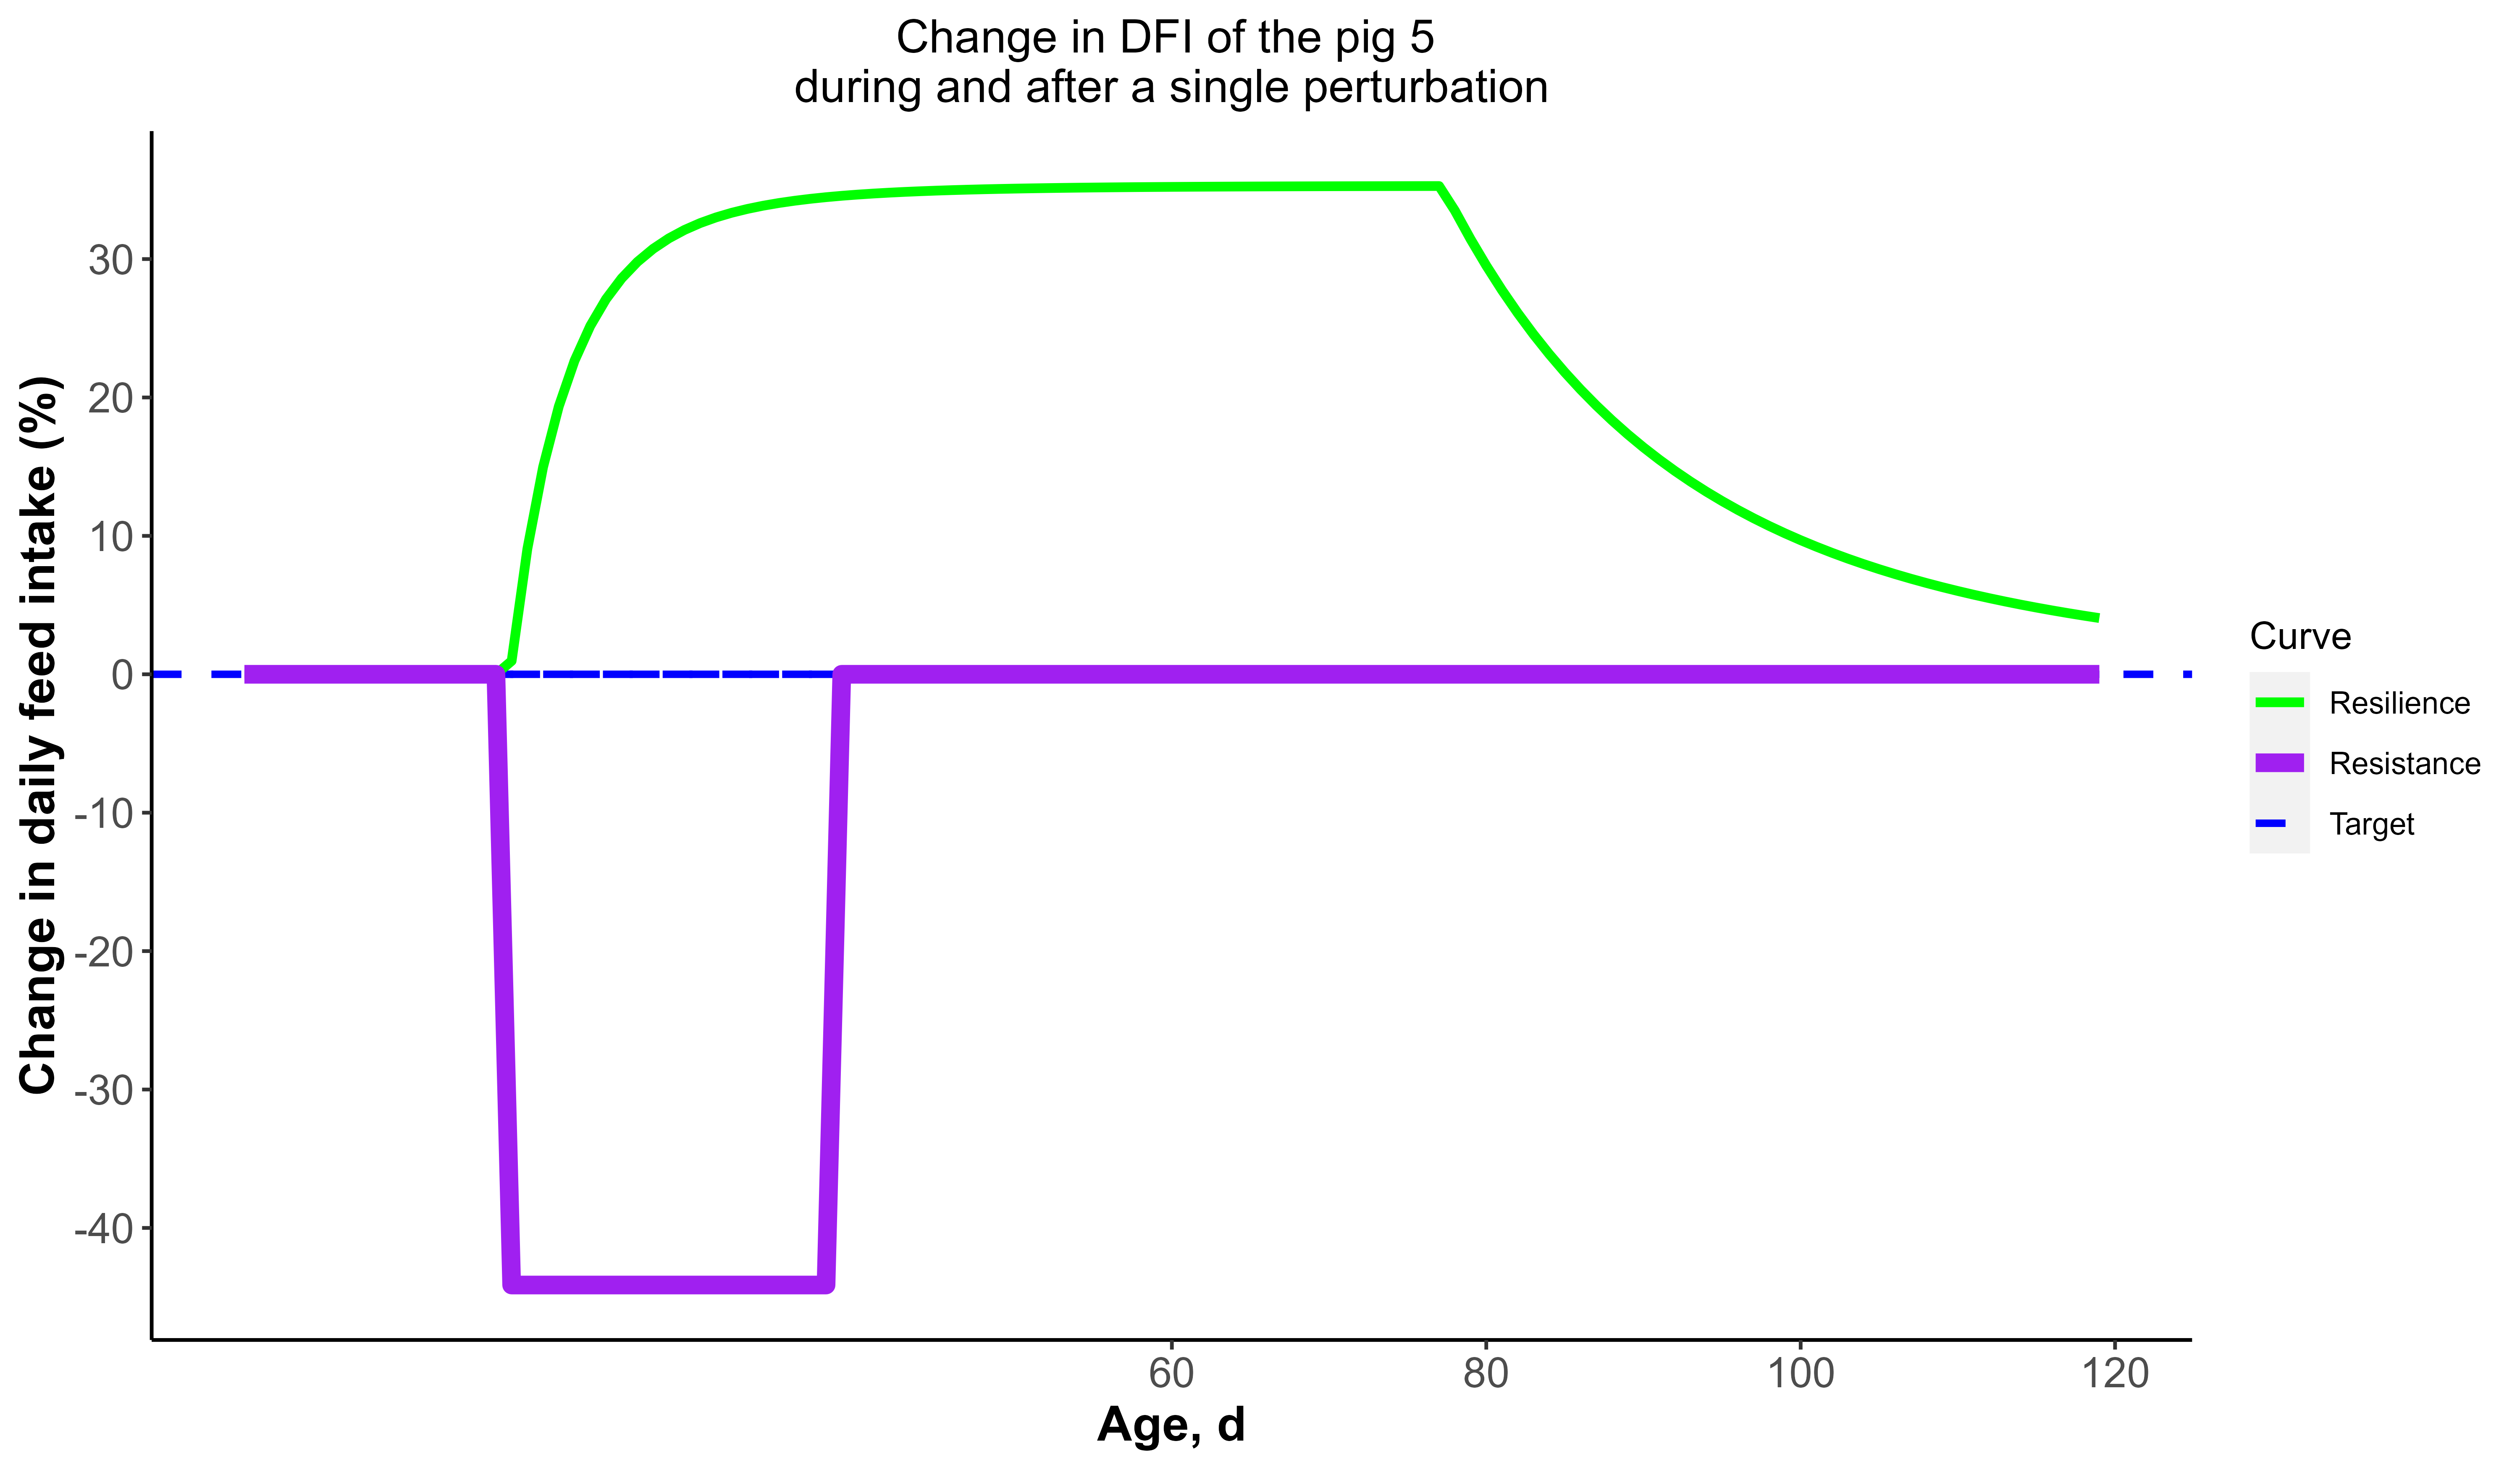 Change in DFI of the pig 5
during and after a single perturbation
Change in daily feed intake (%)
30
20
10
0
-10
-20
-30
-40
60
80
100
120
Age, d
Curve
Resilience
Resistance
Target